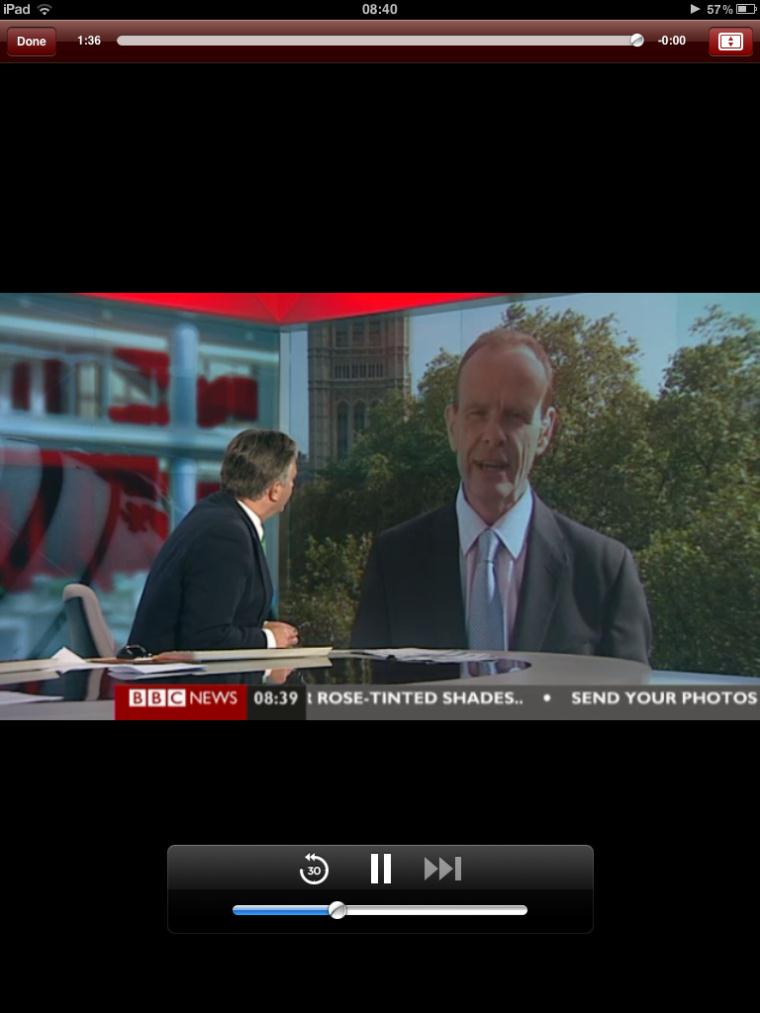 iPad 08:40 57%
Done 1:36 -0:00
BBC NEWS 08:39 R ROSE-TINTED SHADES.. • SEND YOUR PHOTOS
30